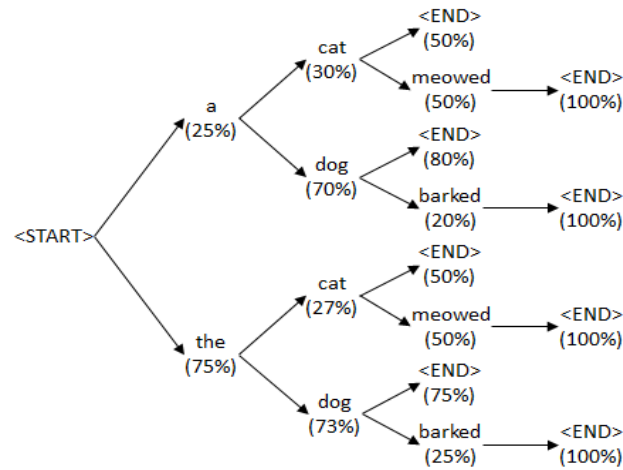 <START>
a
(25%)
the
(75%)
cat
(30%)
dog
(70%)
cat
(27%)
dog
(73%)
<END>
(50%)
meowed
(50%)
<END>
(80%)
barked
(20%)
<END>
(50%)
meowed
(50%)
<END>
(75%)
barked
(25%)
<END>
(100%)
<END>
(100%)
<END>
(100%)
<END>
(100%)